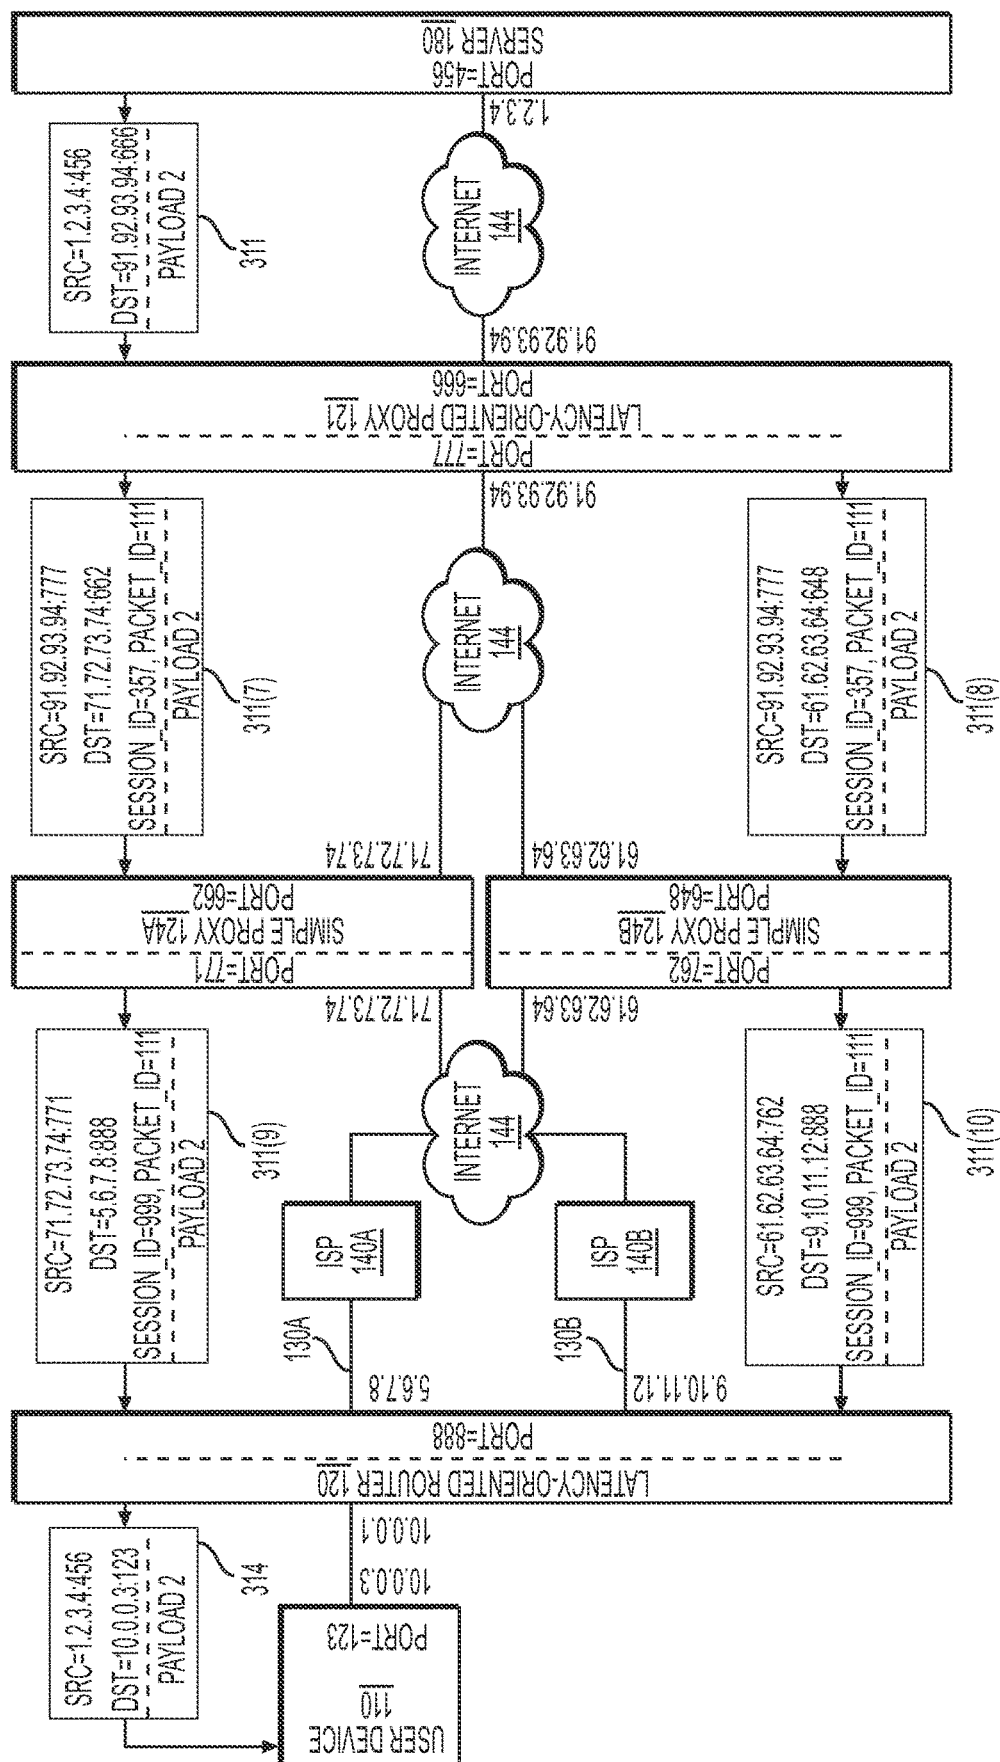 SERVER 180
PORT=456
1.2.3.4
SRC=1.2.3.4:456
DST=91.92.93.94:666
PAYLOAD 2
311
INTERNET
144
91.92.93.94
PORT=666
LATENCY-ORIENTED PROXY 121
PORT=777
91.92.93.94
SRC=91.92.93.94:777
DST=71.72.73.74:662
SESSION_ID=357, PACKET_ID=111
PAYLOAD 2
311(7)
INTERNET
144
SRC=91.92.93.94:777
DST=61.62.63.64:648
SESSION_ID=357, PACKET_ID=111
PAYLOAD 2
311(8)
71.72.73.74
61.62.63.64
PORT=662
SIMPLE PROXY 124A
PORT=771
PORT=648
SIMPLE PROXY 124B
PORT=762
71.72.73.74
61.62.63.64
SRC=71.72.73.74:771
DST=5.6.7.8:888
SESSION_ID=999, PACKET_ID=111
PAYLOAD 2
311(9)
INTERNET
144
ISP
140A
ISP
140B
SRC=61.62.63.64:762
DST=9.10.11.12:888
SESSION_ID=999, PACKET_ID=111
PAYLOAD 2
311(10)
130A
130B
5.6.7.8
9.10.11.12
PORT=888
LATENCY-ORIENTED ROUTER 120
10.0.0.1
SRC=1.2.3.4:456
DST=10.0.0.3:123
PAYLOAD 2
314
10.0.0.3
PORT=123
USER DEVICE
110